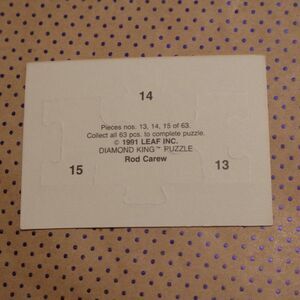 14
Pieces nos. 13, 14, 15 of 63.
Collect all 63 pcs. to complete puzzle.
© 1991 LEAF INC.
DIAMOND KING™ PUZZLE
Rod Carew
15
13